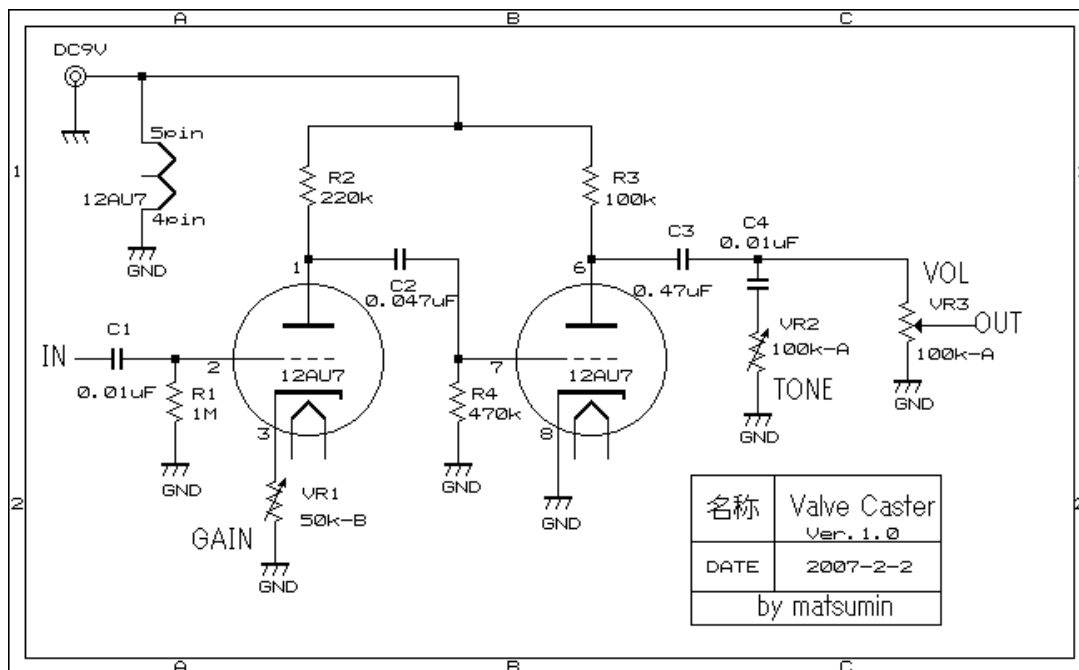 A B C
DC9V
5pin
12AU7
4pin
GND
1
R2
220k
R3
100k
C4
0.01uF
C3
0.47uF
1
C2
0.047uF
6
VOL
VR3
100k-A
OUT
VR2
100k-A
TONE
GND
GND
C1
IN
0.01uF
2
R1
1M
GND
12AU7
3
7
R4
470k
GND
12AU7
8
GND
2
VR1
50k-B
GAIN
GND
名称 Valve Caster
Ver.1.0
DATE 2007-2-2
by matsumin
2
A B C